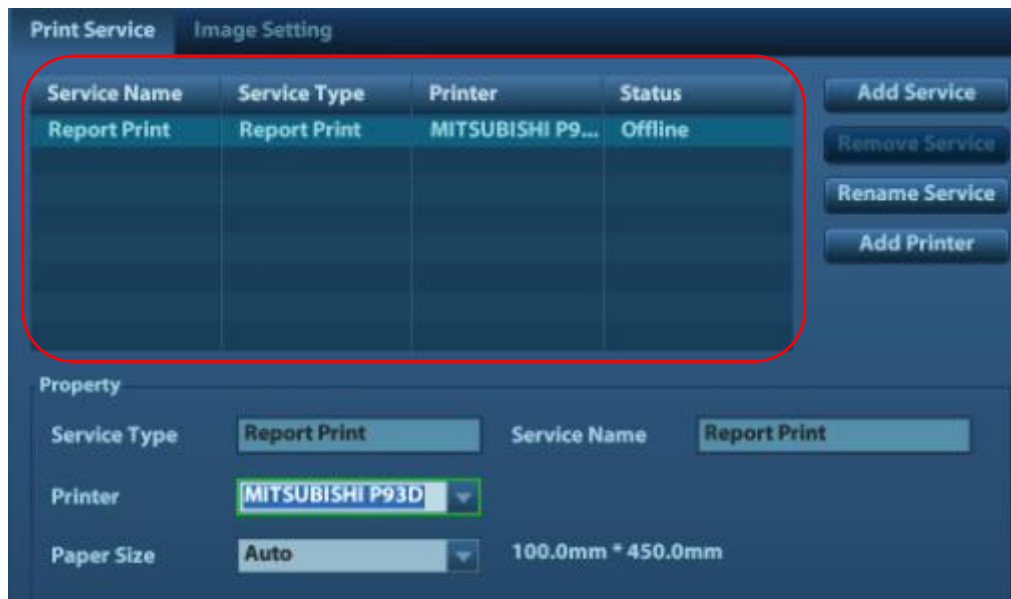 Print Service Image Setting
Service Name Service Type Printer Status
Report Print Report Print MITSUBISHI P9... Offline
Add Service
Remove Service
Rename Service
Add Printer
Property
Service Type Report Print Service Name Report Print
Printer MITSUBISHI P93D
Paper Size Auto 100.0mm * 450.0mm